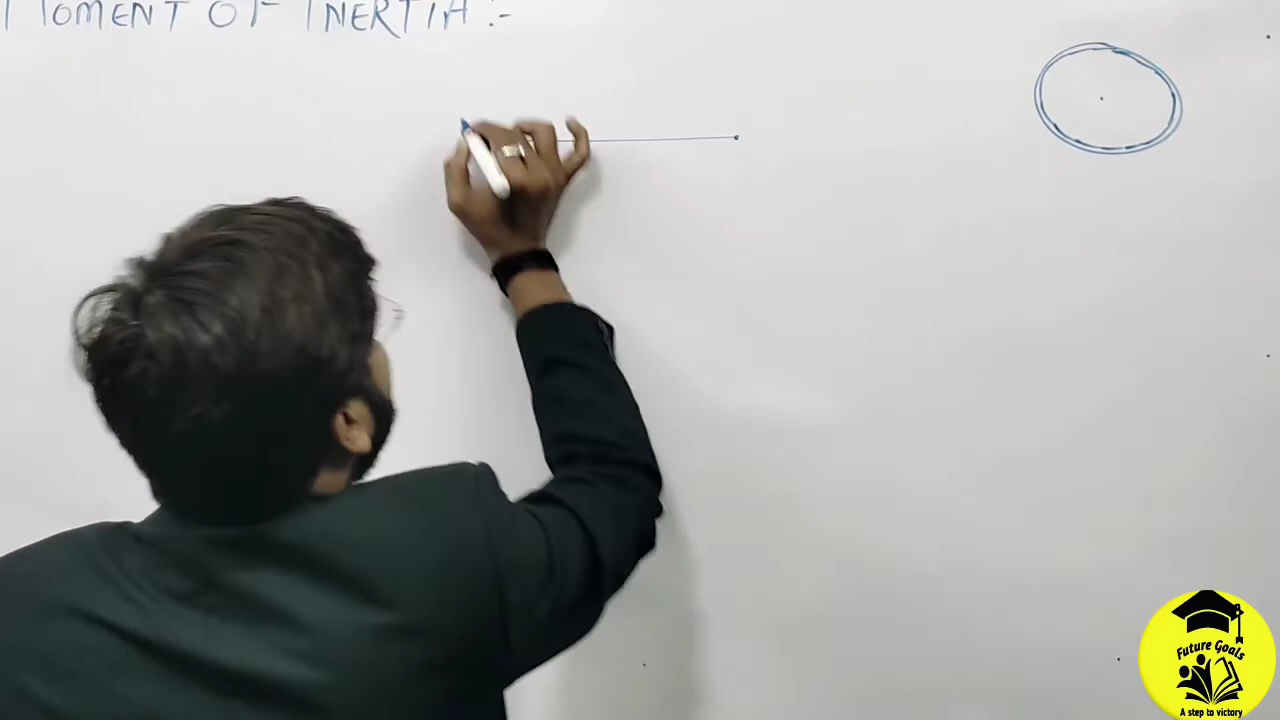 MOMENT OF INERTIA :-
Future Goals
A step to victory